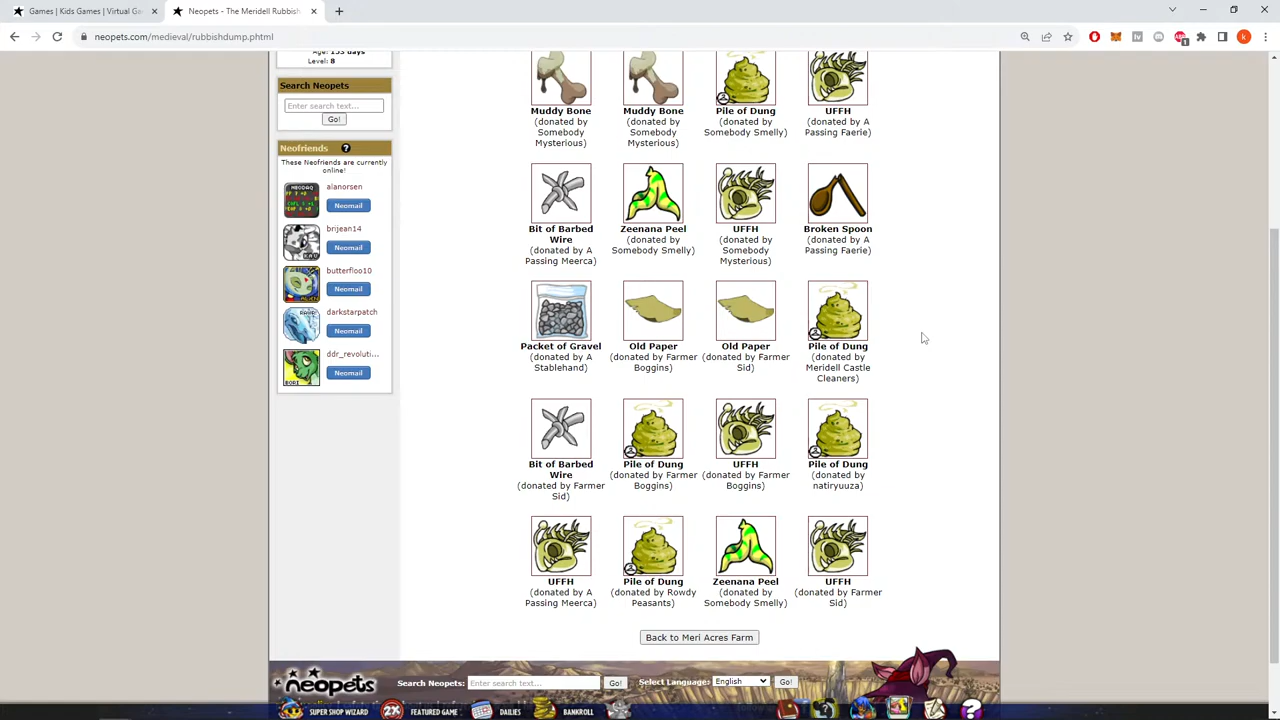 Games | Kids Games | Virtual Ga
Neopets - The Meridell Rubbish
neopets.com/medieval/rubbishdump.phtml
Age: 153 days
Level: 8
Search Neopets
Enter search text...
Go!
Neofriends ?
These Neofriends are currently
online!
alanorsen
Neomail
brijean14
Neomail
butterfloo10
Neomail
darkstarpatch
Neomail
ddr_revoluti...
Neomail
Muddy Bone
(donated by
Somebody
Mysterious)
Muddy Bone
(donated by
Somebody
Mysterious)
Pile of Dung
(donated by
Somebody Smelly)
UFFH
(donated by A
Passing Faerie)
Bit of Barbed
Wire
(donated by A
Passing Meerca)
Zeenana Peel
(donated by
Somebody Smelly)
UFFH
(donated by
Somebody
Mysterious)
Broken Spoon
(donated by A
Passing Faerie)
Packet of Gravel
(donated by A
Stablehand)
Old Paper
(donated by Farmer
Boggins)
Old Paper
(donated by Farmer
Sid)
Pile of Dung
(donated by
Meridell Castle
Cleaners)
Bit of Barbed
Wire
(donated by Farmer
Sid)
Pile of Dung
(donated by Farmer
Boggins)
UFFH
(donated by Farmer
Boggins)
Pile of Dung
(donated by
natiryuuza)
UFFH
(donated by A
Passing Meerca)
Pile of Dung
(donated by Rowdy
Peasants)
Zeenana Peel
(donated by
Somebody Smelly)
UFFH
(donated by Farmer
Sid)
Back to Meri Acres Farm
neopets
Search Neopets: Enter search text... Go! Select Language: English Go!
SUPER SHOP WIZARD FEATURED GAME DAILIES BANKROLL